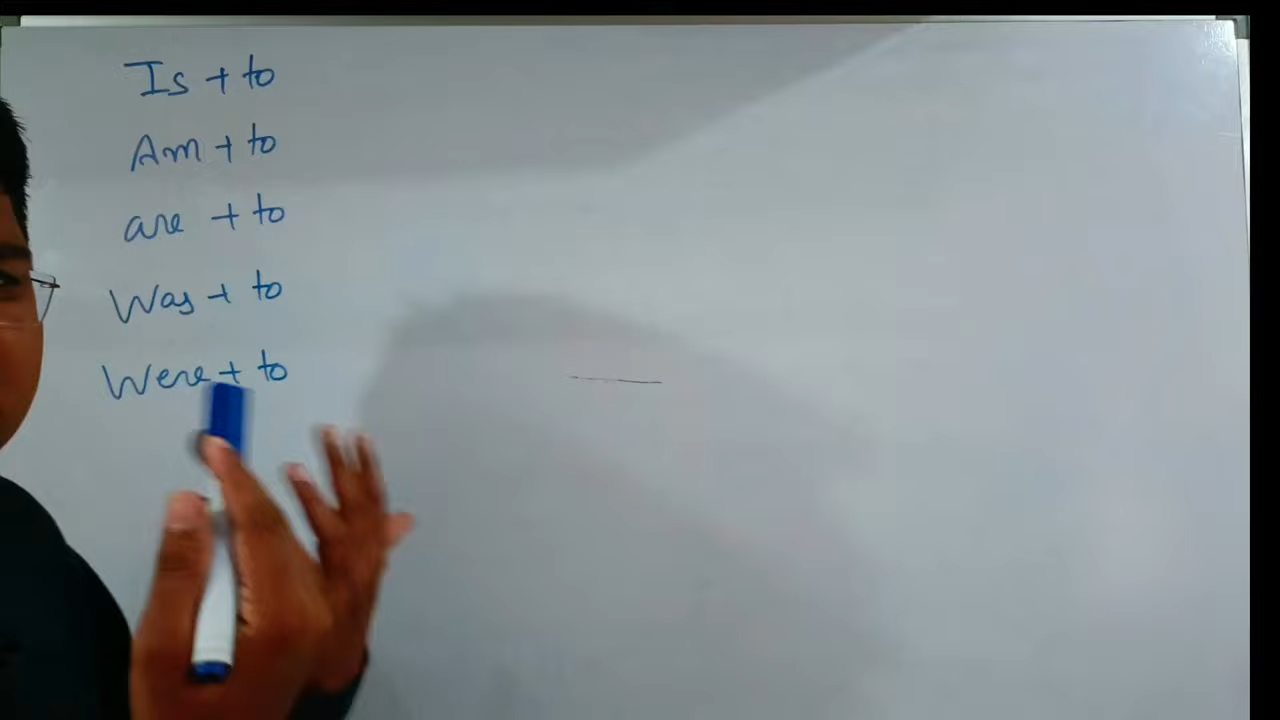 Is + to
Am + to
are + to
Was + to
Were + to